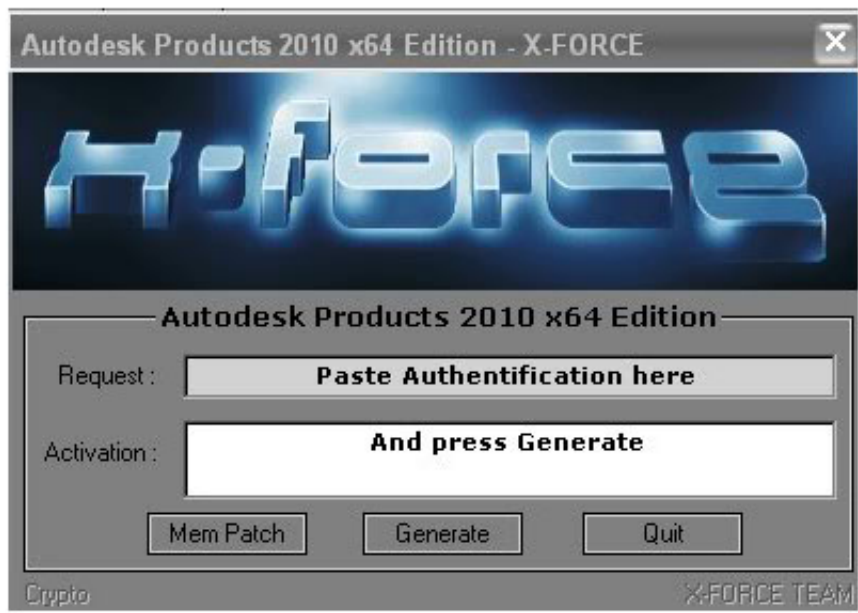 Autodesk Products 2010 x64 Edition - X-FORCE
x-force
Autodesk Products 2010 x64 Edition
Request :
Paste Authentification here
Activation :
And press Generate
Mem Patch
Generate
Quit
Crypto
X-FORCE TEAM